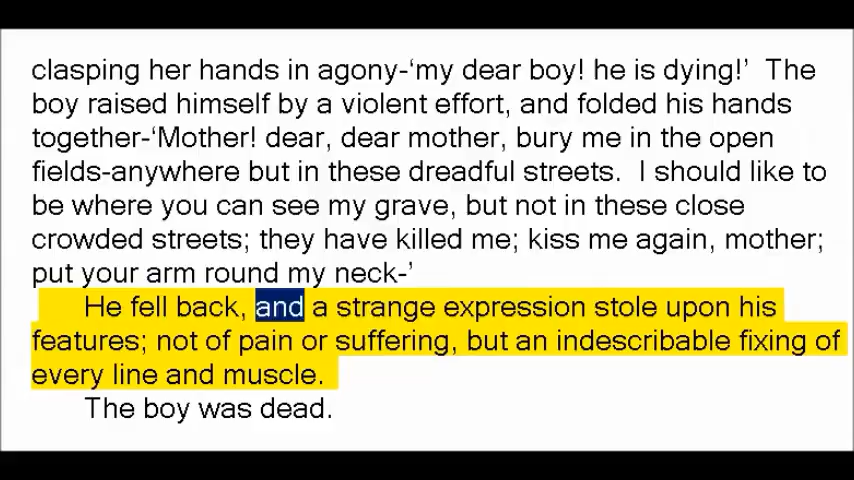 clasping her hands in agony-‘my dear boy! he is dying!’  The
boy raised himself by a violent effort, and folded his hands
together-‘Mother! dear, dear mother, bury me in the open
fields-anywhere but in these dreadful streets.  I should like to
be where you can see my grave, but not in these close
crowded streets; they have killed me; kiss me again, mother;
put your arm round my neck-’
He fell back, and a strange expression stole upon his
features; not of pain or suffering, but an indescribable fixing of
every line and muscle.
The boy was dead.